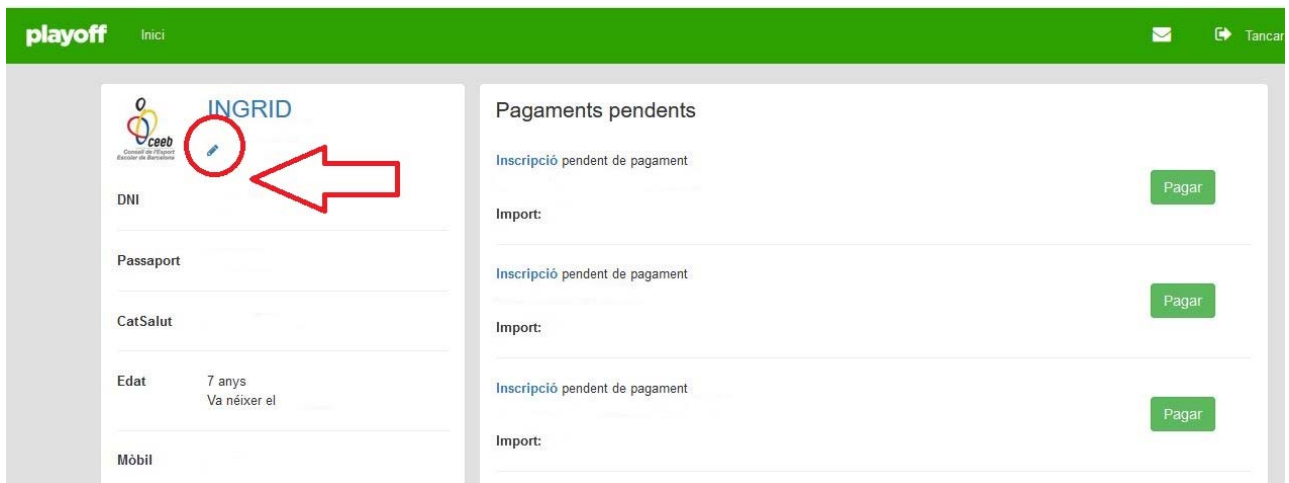 playoff Inici Tancar
INGRID
ceeb
Consell de l'Esport
Escolar de Barcelona
DNI
Passaport
CatSalut
Edat 7 anys
Va néixer el
Mòbil
Pagaments pendents
Inscripció pendent de pagament
Pagar
Import:
Inscripció pendent de pagament
Pagar
Import:
Inscripció pendent de pagament
Pagar
Import: